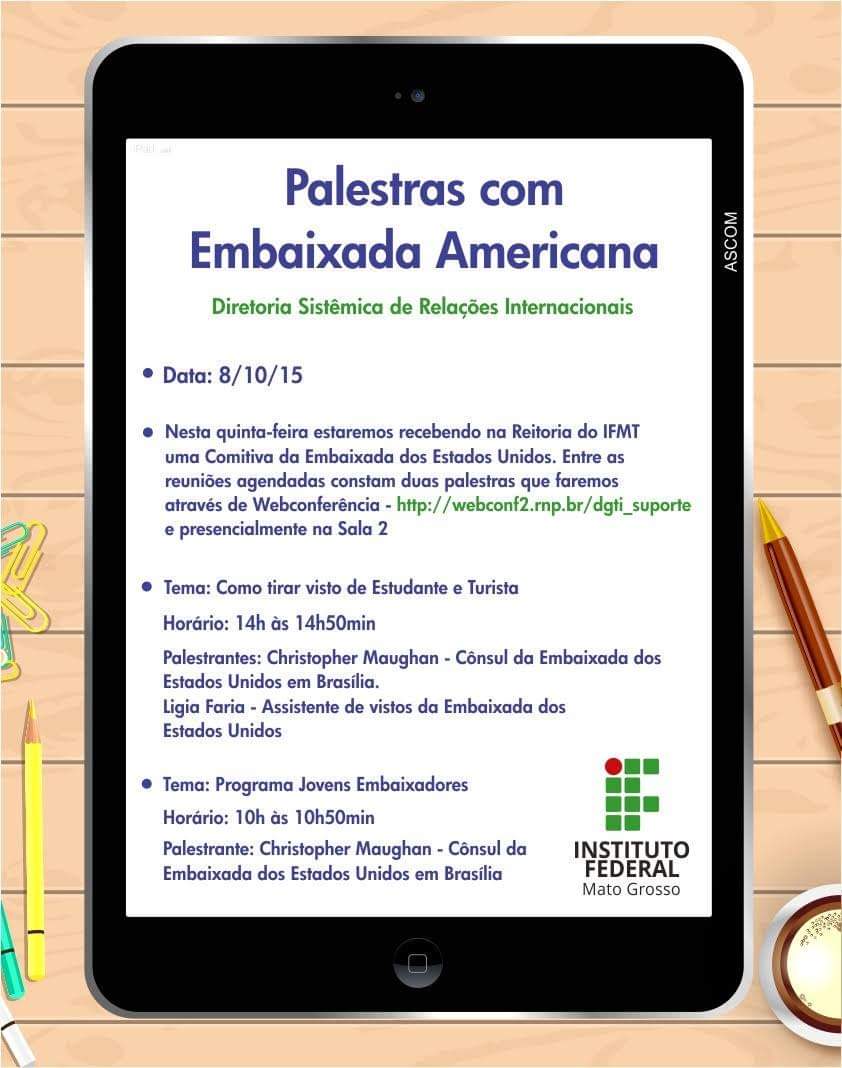 iPad
Palestras com
Embaixada Americana
Diretoria Sistêmica de Relações Internacionais
• Data: 8/10/15
• Nesta quinta-feira estaremos recebendo na Reitoria do IFMT
uma Comitiva da Embaixada dos Estados Unidos. Entre as
reuniões agendadas constam duas palestras que faremos
através de Webconferência - http://webconf2.rnp.br/dgti_suporte
e presencialmente na Sala 2
• Tema: Como tirar visto de Estudante e Turista
Horário: 14h às 14h50min
Palestrantes: Christopher Maughan - Cônsul da Embaixada dos
Estados Unidos em Brasília.
Ligia Faria - Assistente de vistos da Embaixada dos
Estados Unidos
• Tema: Programa Jovens Embaixadores
Horário: 10h às 10h50min
Palestrante: Christopher Maughan - Cônsul da
Embaixada dos Estados Unidos em Brasília
INSTITUTO
FEDERAL
Mato Grosso
ASCOM